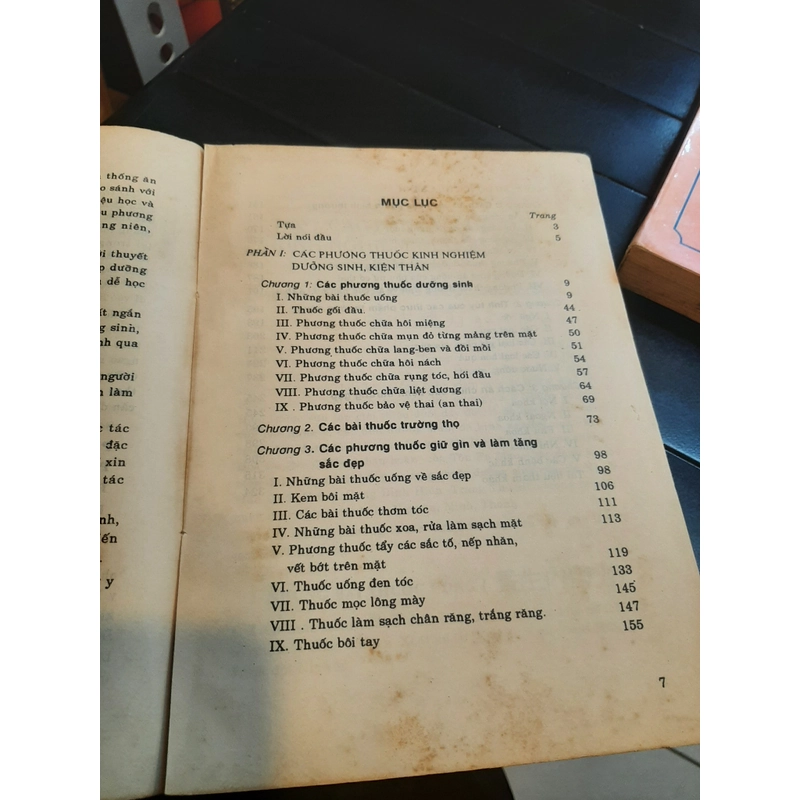 thống ân
sánh với
học và
phương
niên,
thuyết
dưỡng
dễ học
ngắn
sinh,
qua
người
làm
tác
đặc
xin
tác
y
MỤC LỤC
Trang
Tựa 3
Lời nói đầu 5
PHẦN I: CÁC PHƯƠNG THUỐC KINH NGHIỆM
DƯỠNG SINH, KIỆN THÂN
Chương 1: Các phương thuốc dưỡng sinh 9
I. Những bài thuốc uống 9
II. Thuốc gối đầu. 44
III. Phương thuốc chữa hôi miệng 47
IV. Phương thuốc chữa mụn đỏ từng mảng trên mặt 50
V. Phương thuốc chữa lang-ben và đồi mồi 51
VI. Phương thuốc chữa hôi nách 54
VII. Phương thuốc chữa rụng tóc, hói đầu 57
VIII. Phương thuốc chữa liệt dương 64
IX . Phương thuốc bảo vệ thai (an thai) 69
Chương 2. Các bài thuốc trường thọ 73
Chương 3. Các phương thuốc giữ gìn và làm tăng
sắc đẹp 98
I. Những bài thuốc uống về sắc đẹp 98
II. Kem bôi mặt 106
III. Các bài thuốc thơm tóc 111
IV. Những bài thuốc xoa, rửa làm sạch mặt 113
V. Phương thuốc tẩy các sắc tố, nếp nhăn,
vết bớt trên mặt 119
VI. Thuốc uống đen tóc 133
VII. Thuốc mọc lông mày 145
VIII . Thuốc làm sạch chân răng, trắng răng. 147
IX. Thuốc bôi tay 155
7